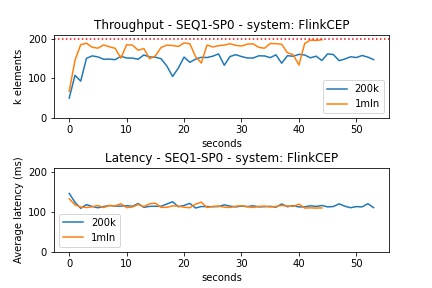 Throughput - SEQ1-SP0 - system: FlinkCEP
200
100
0
k elements
200k
1mln
0 10 20 30 40 50
seconds
Latency - SEQ1-SP0 - system: FlinkCEP
200
100
0
Average latency (ms)
200k
1mln
0 10 20 30 40 50
seconds